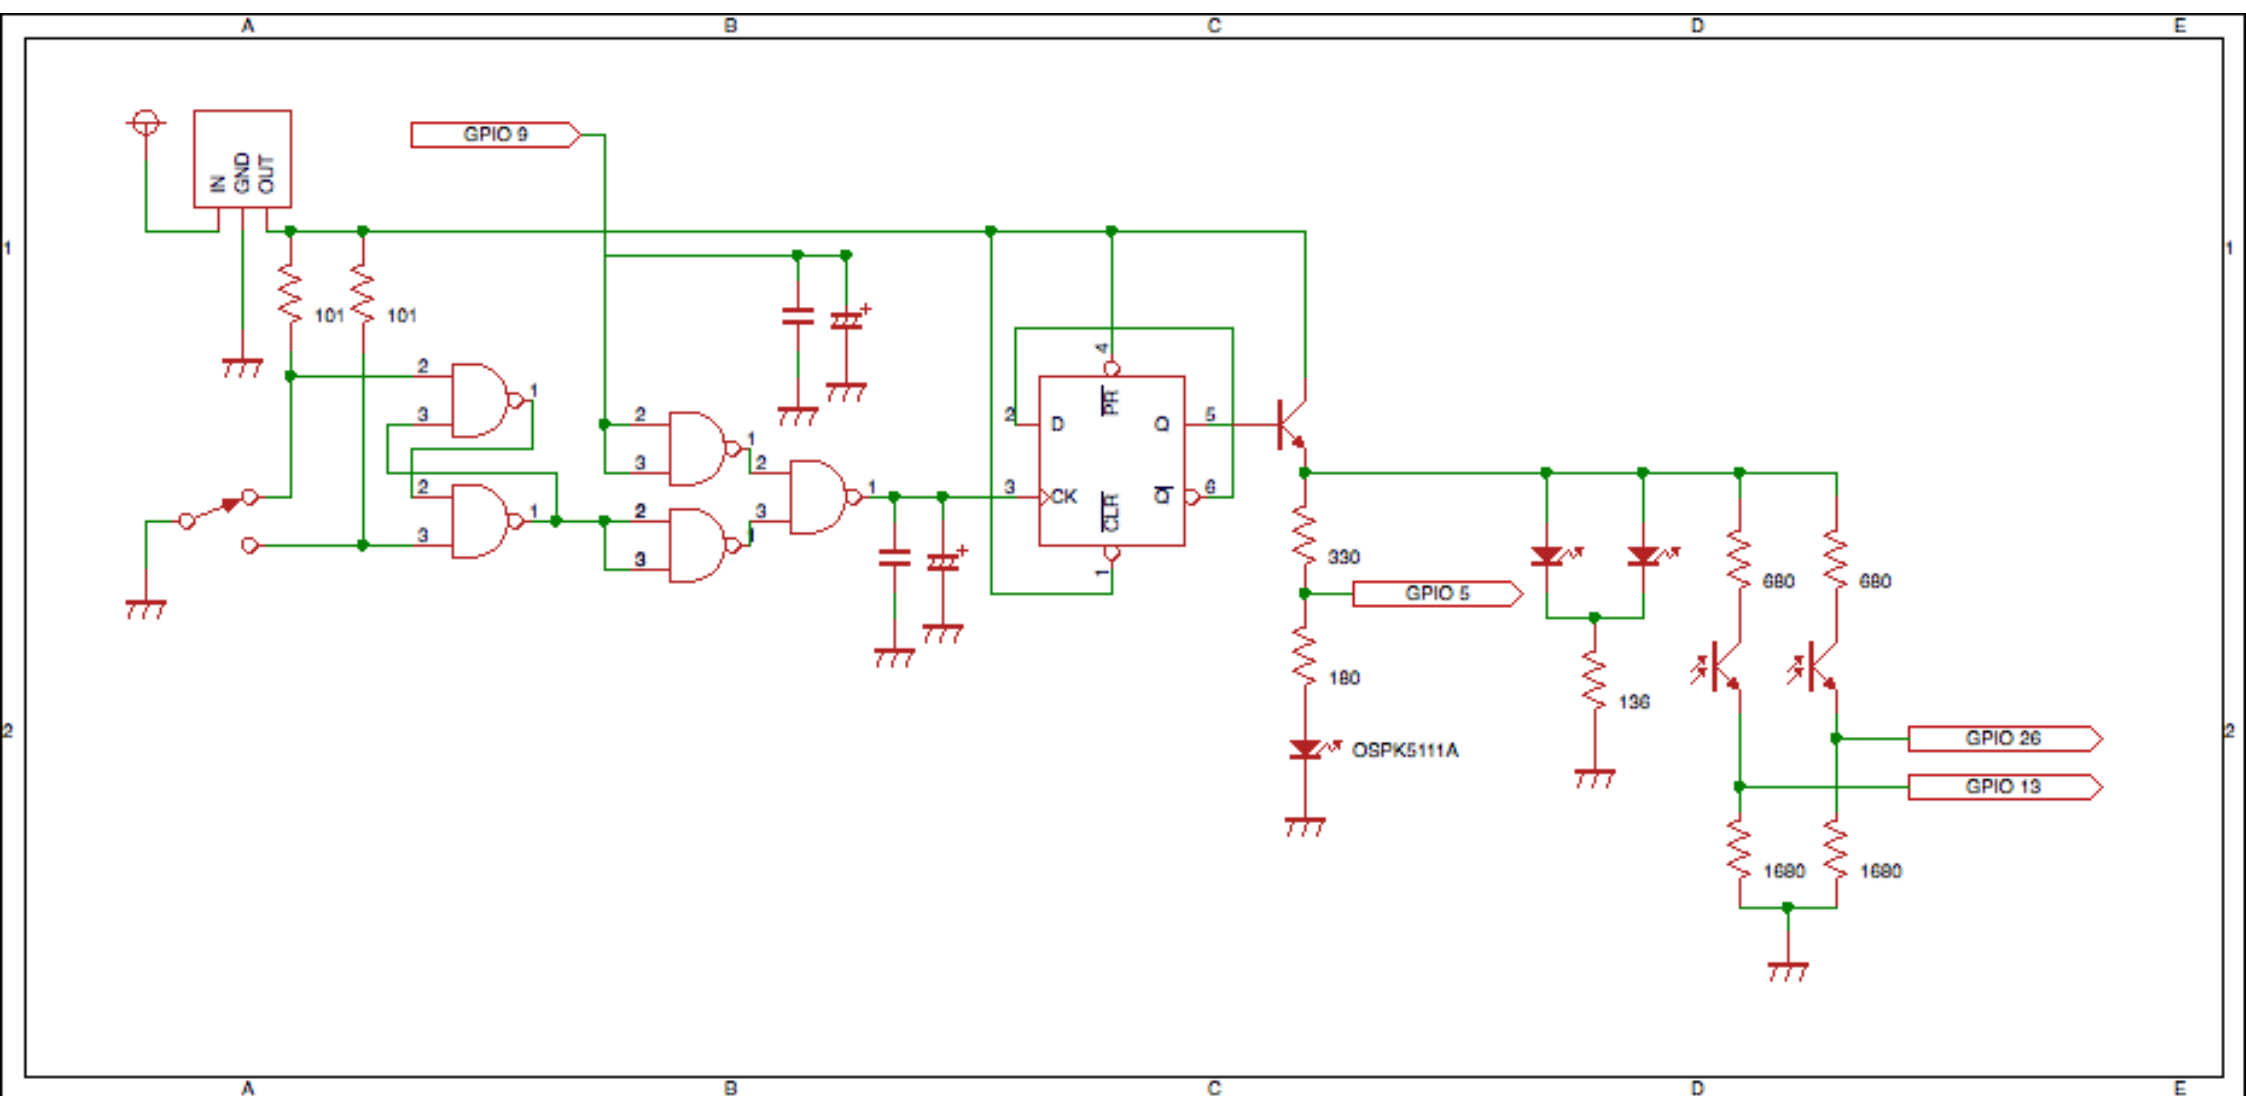 A B C D E
GPIO 9
IN GND OUT
1 1
101 101
2
3
1
2
3
1
2
3
1
2
3
1
2
3
1
4
PR
2 D Q 5
3 CK Q 6
CLR
1
330
GPIO 5
180
OSPK5111A
136
680 680
2 2
GPIO 26
GPIO 13
1680 1680
A B C D E